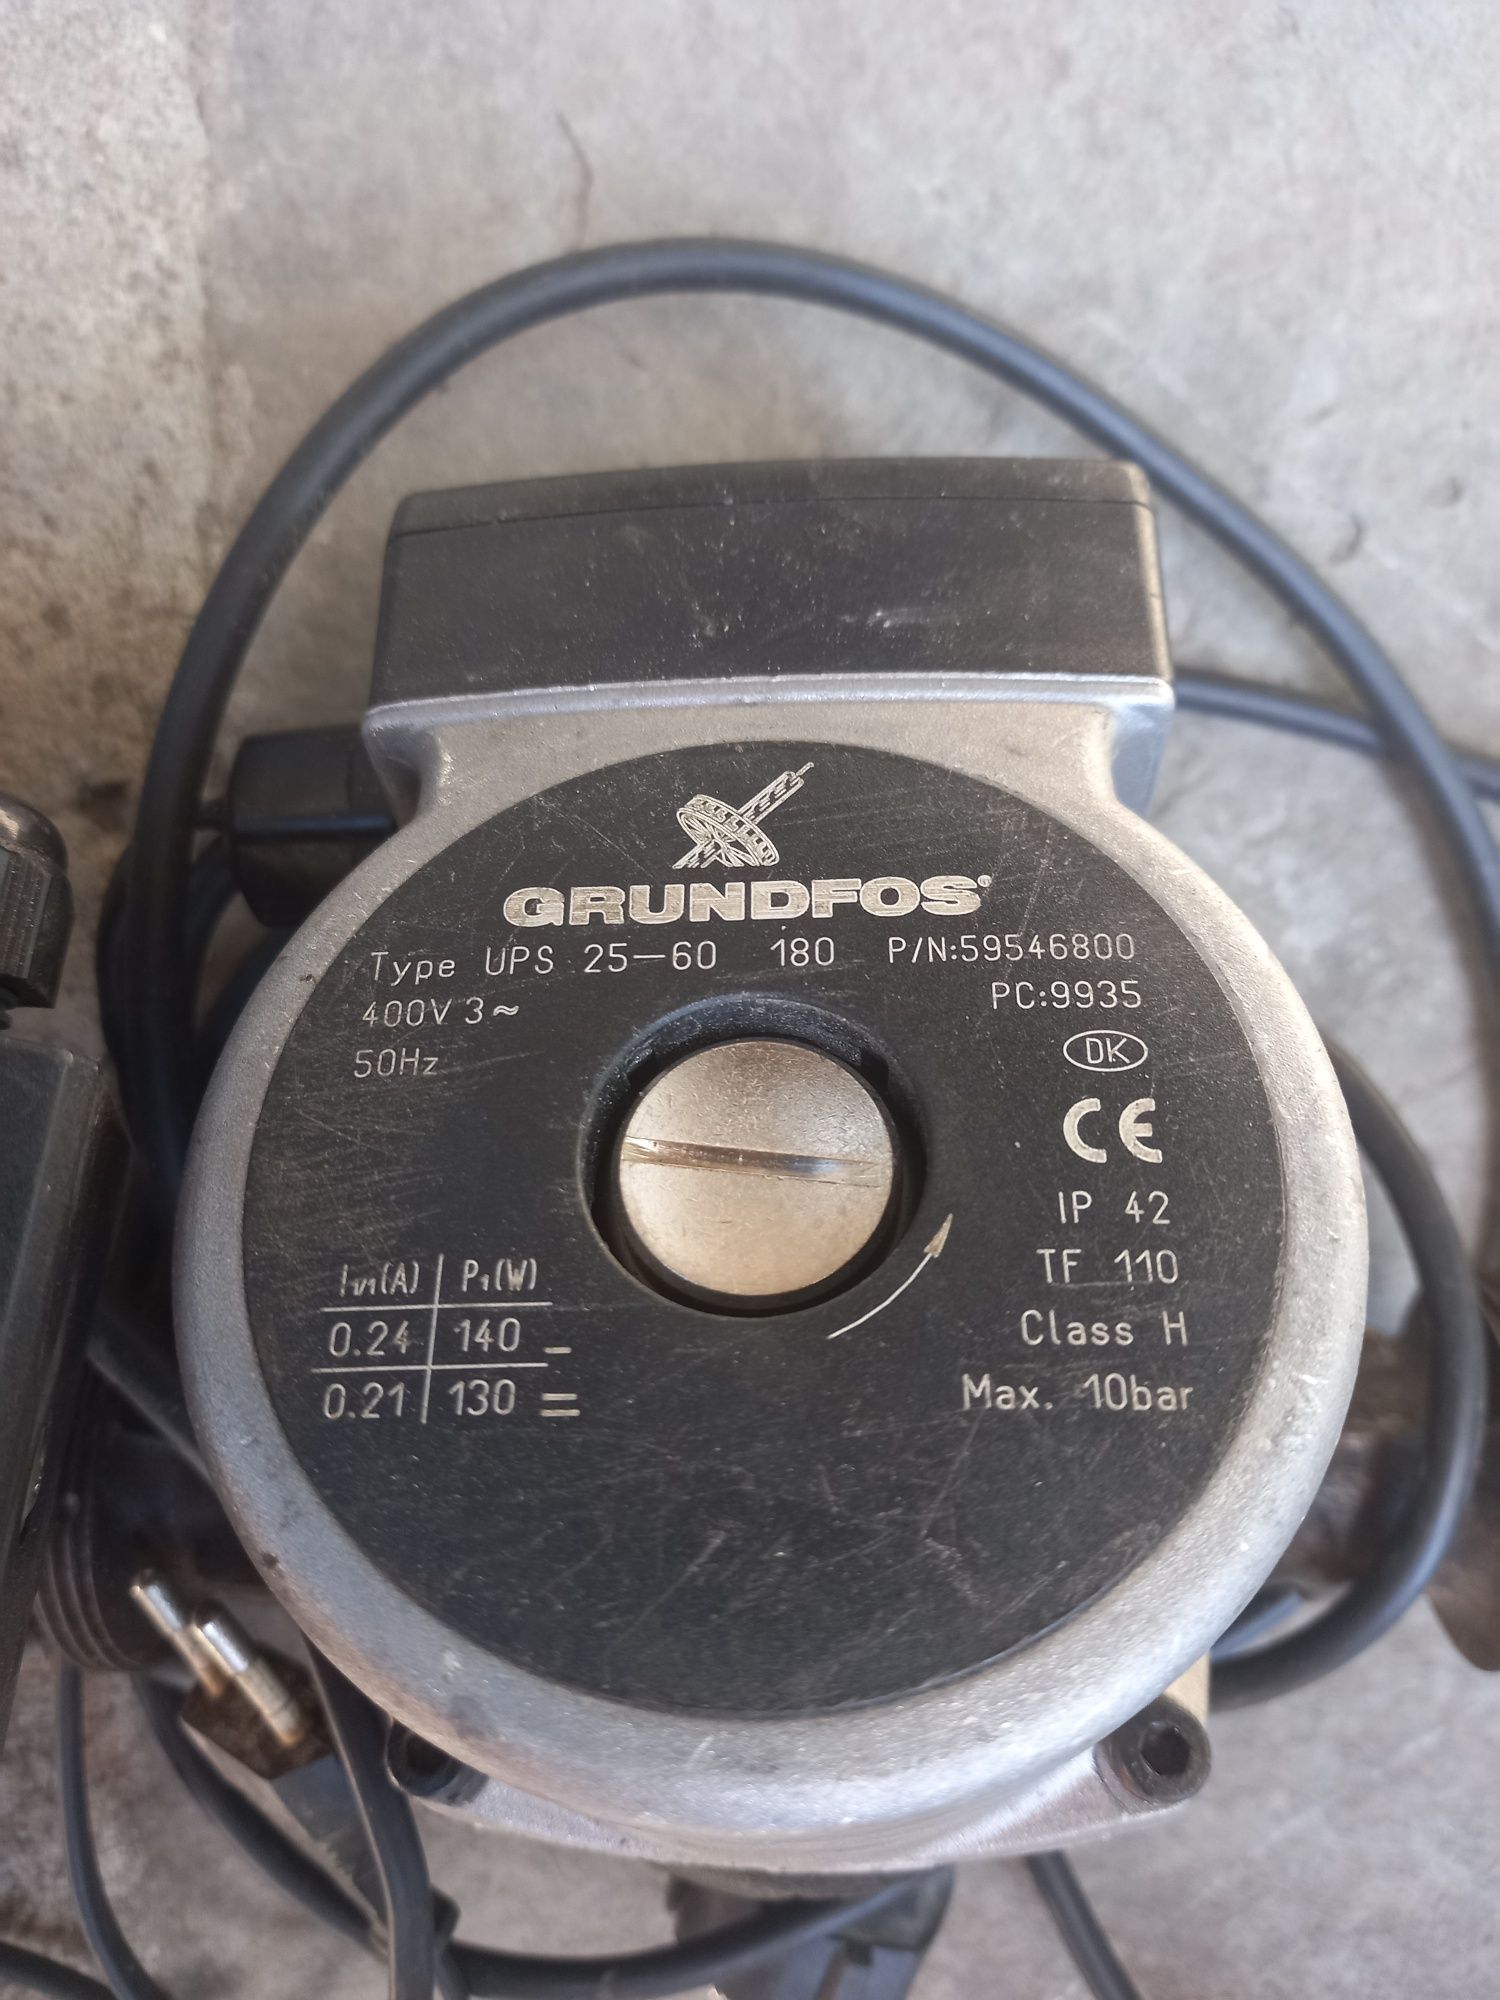 GRUNDFOS®
Type UPS 25-60 180 P/N:59546800
400V 3~ PC:9935
50Hz
DK
CE
IP 42
TF 110
Class H
Max. 10bar
I1/1(A) P1(W)
0.24 140
0.21 130